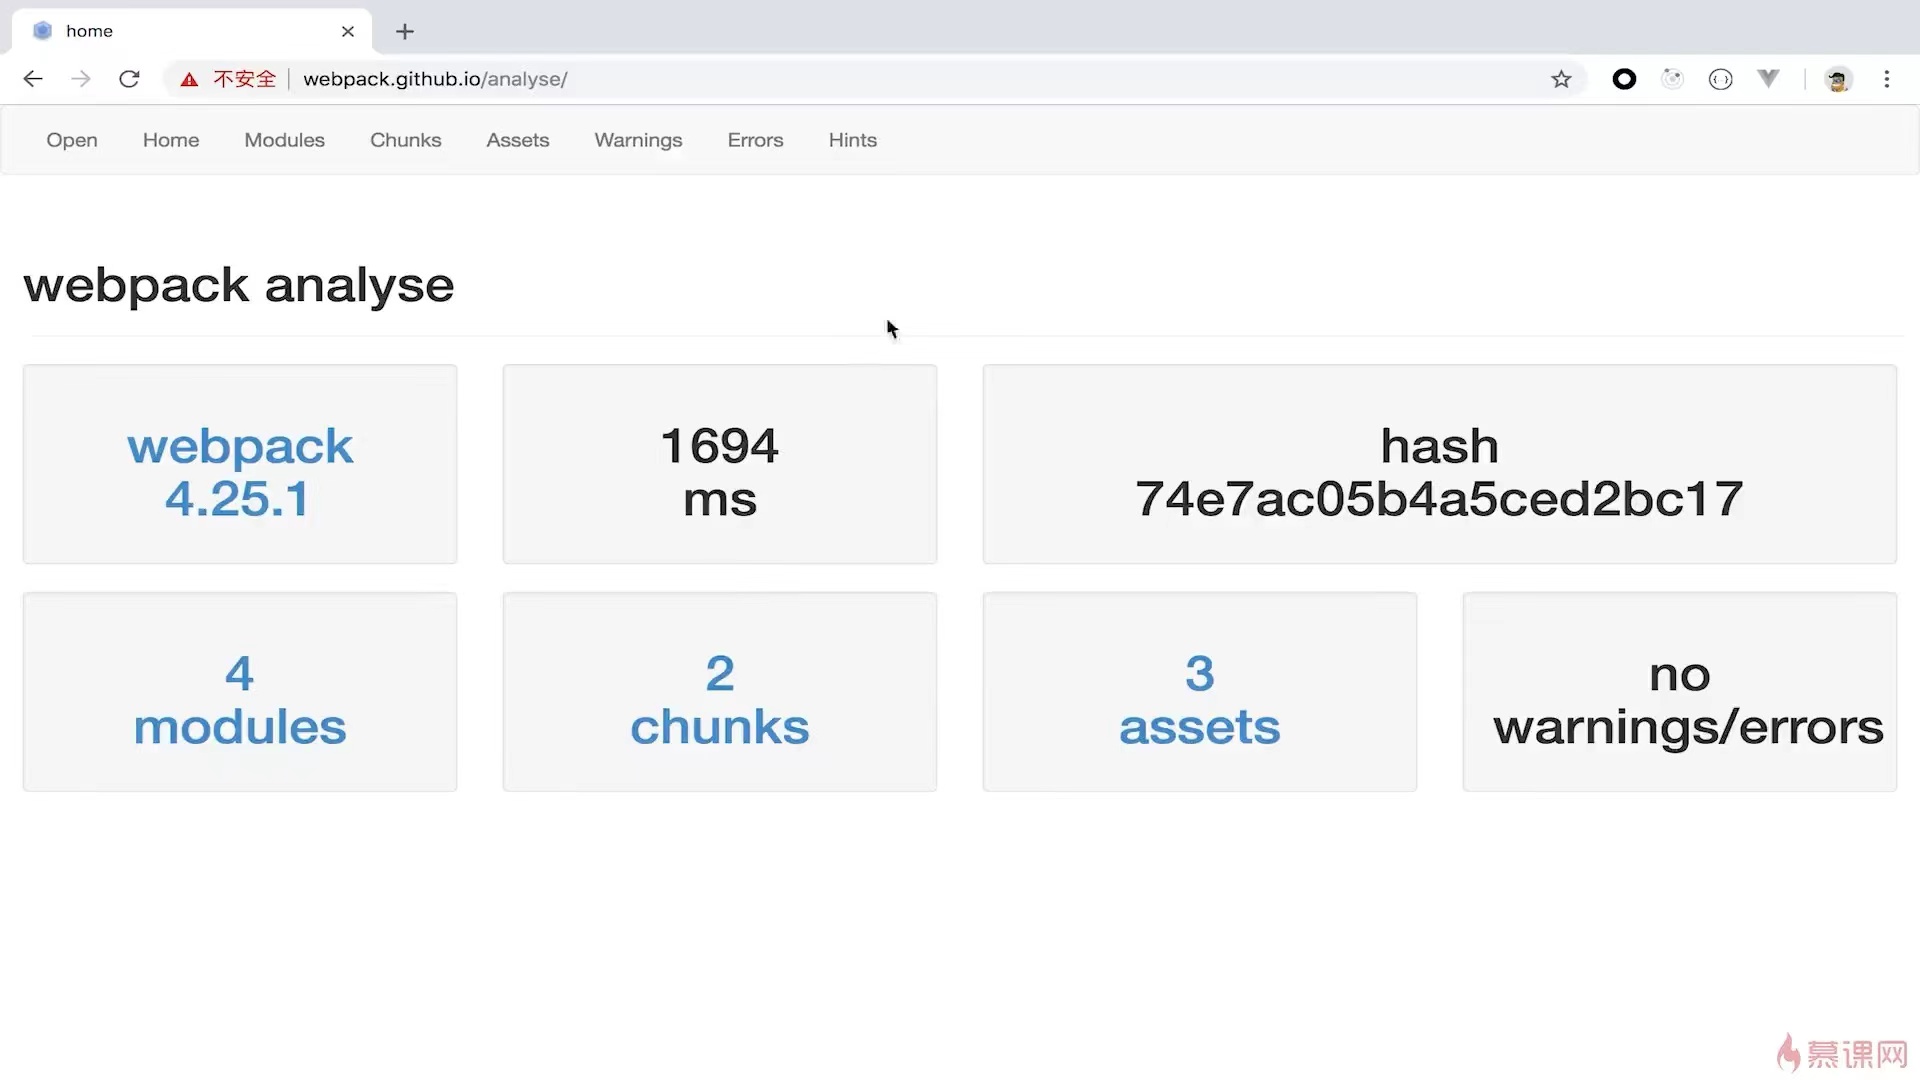 home
不安全 webpack.github.io/analyse/
Open Home Modules Chunks Assets Warnings Errors Hints
webpack analyse
webpack
4.25.1
1694
ms
hash
74e7ac05b4a5ced2bc17
4
modules
2
chunks
3
assets
no
warnings/errors
慕课网